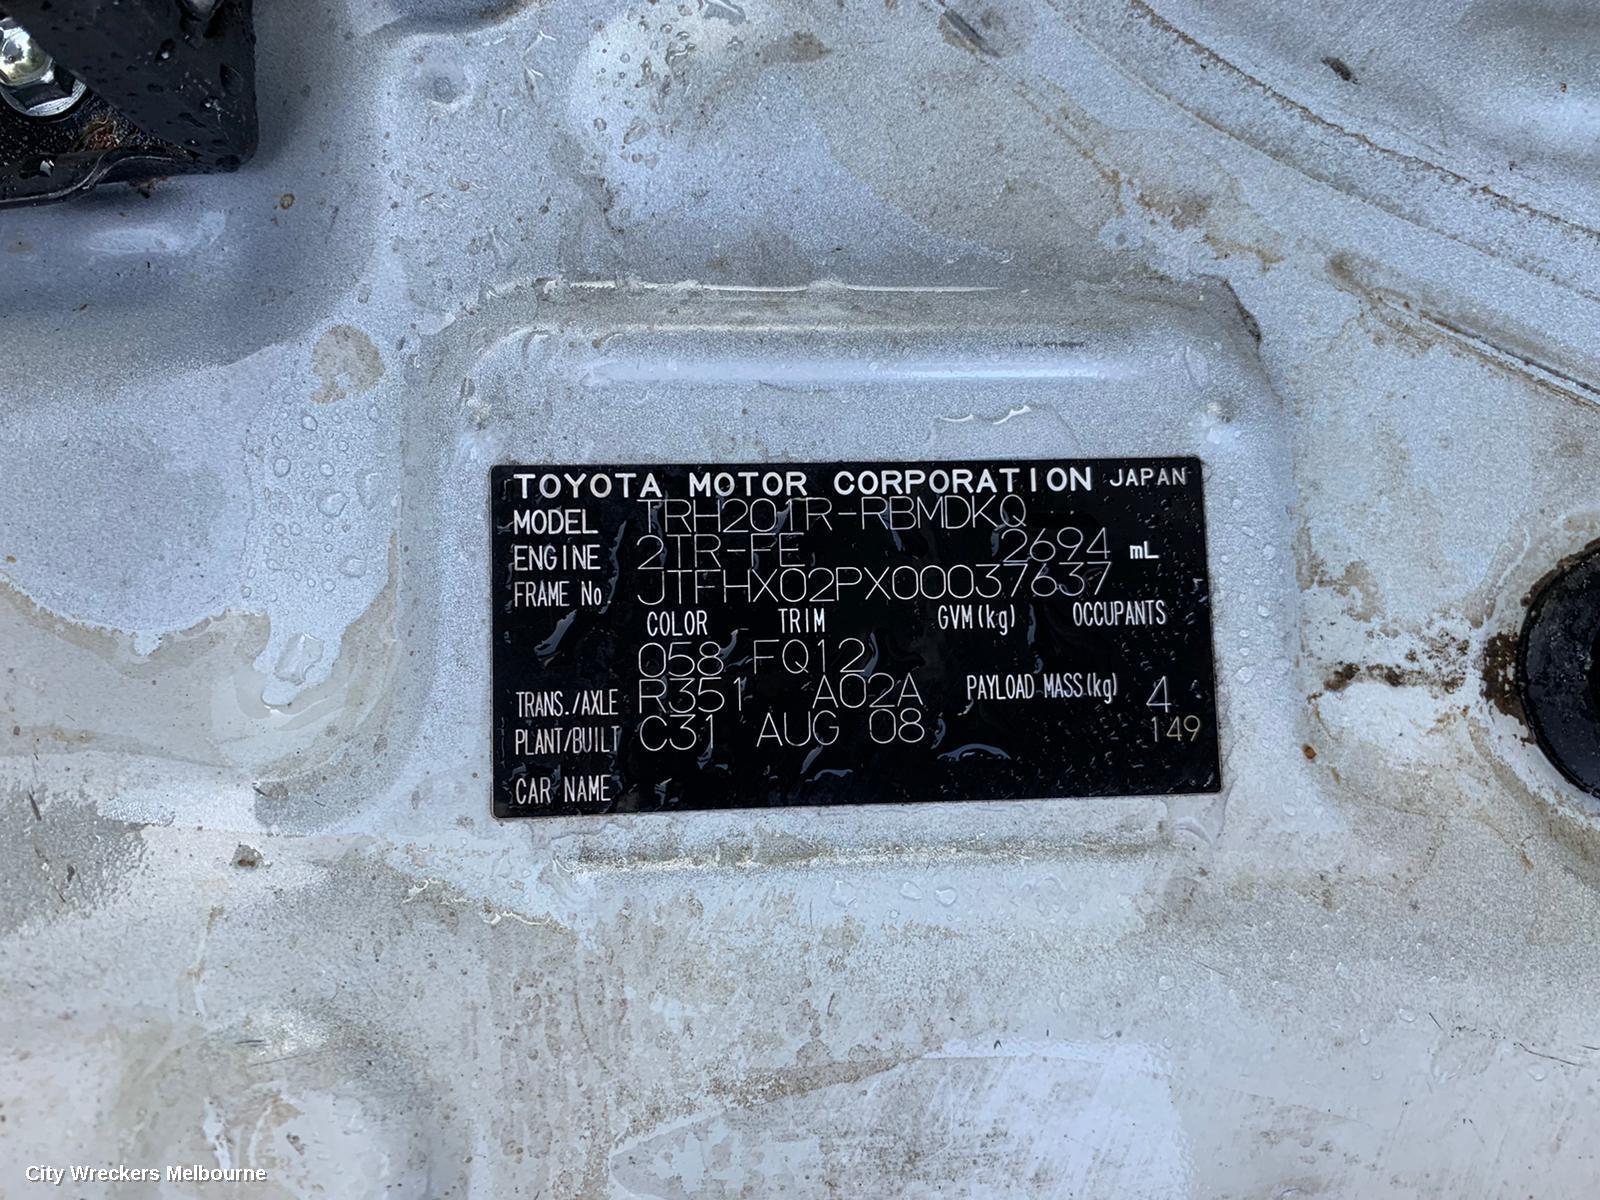 TOYOTA MOTOR CORPORATION JAPAN
MODEL TRH201R-RBMDKQ
ENGINE 2TR-FE 2694 mL
FRAME No. JTFHX02PX00037637
COLOR TRIM GVM(kg) OCCUPANTS
058 FQ12
TRANS./AXLE R351 A02A PAYLOAD MASS(kg) 4
PLANT/BUILT C31 AUG 08 149
CAR NAME
City Wreckers Melbourne